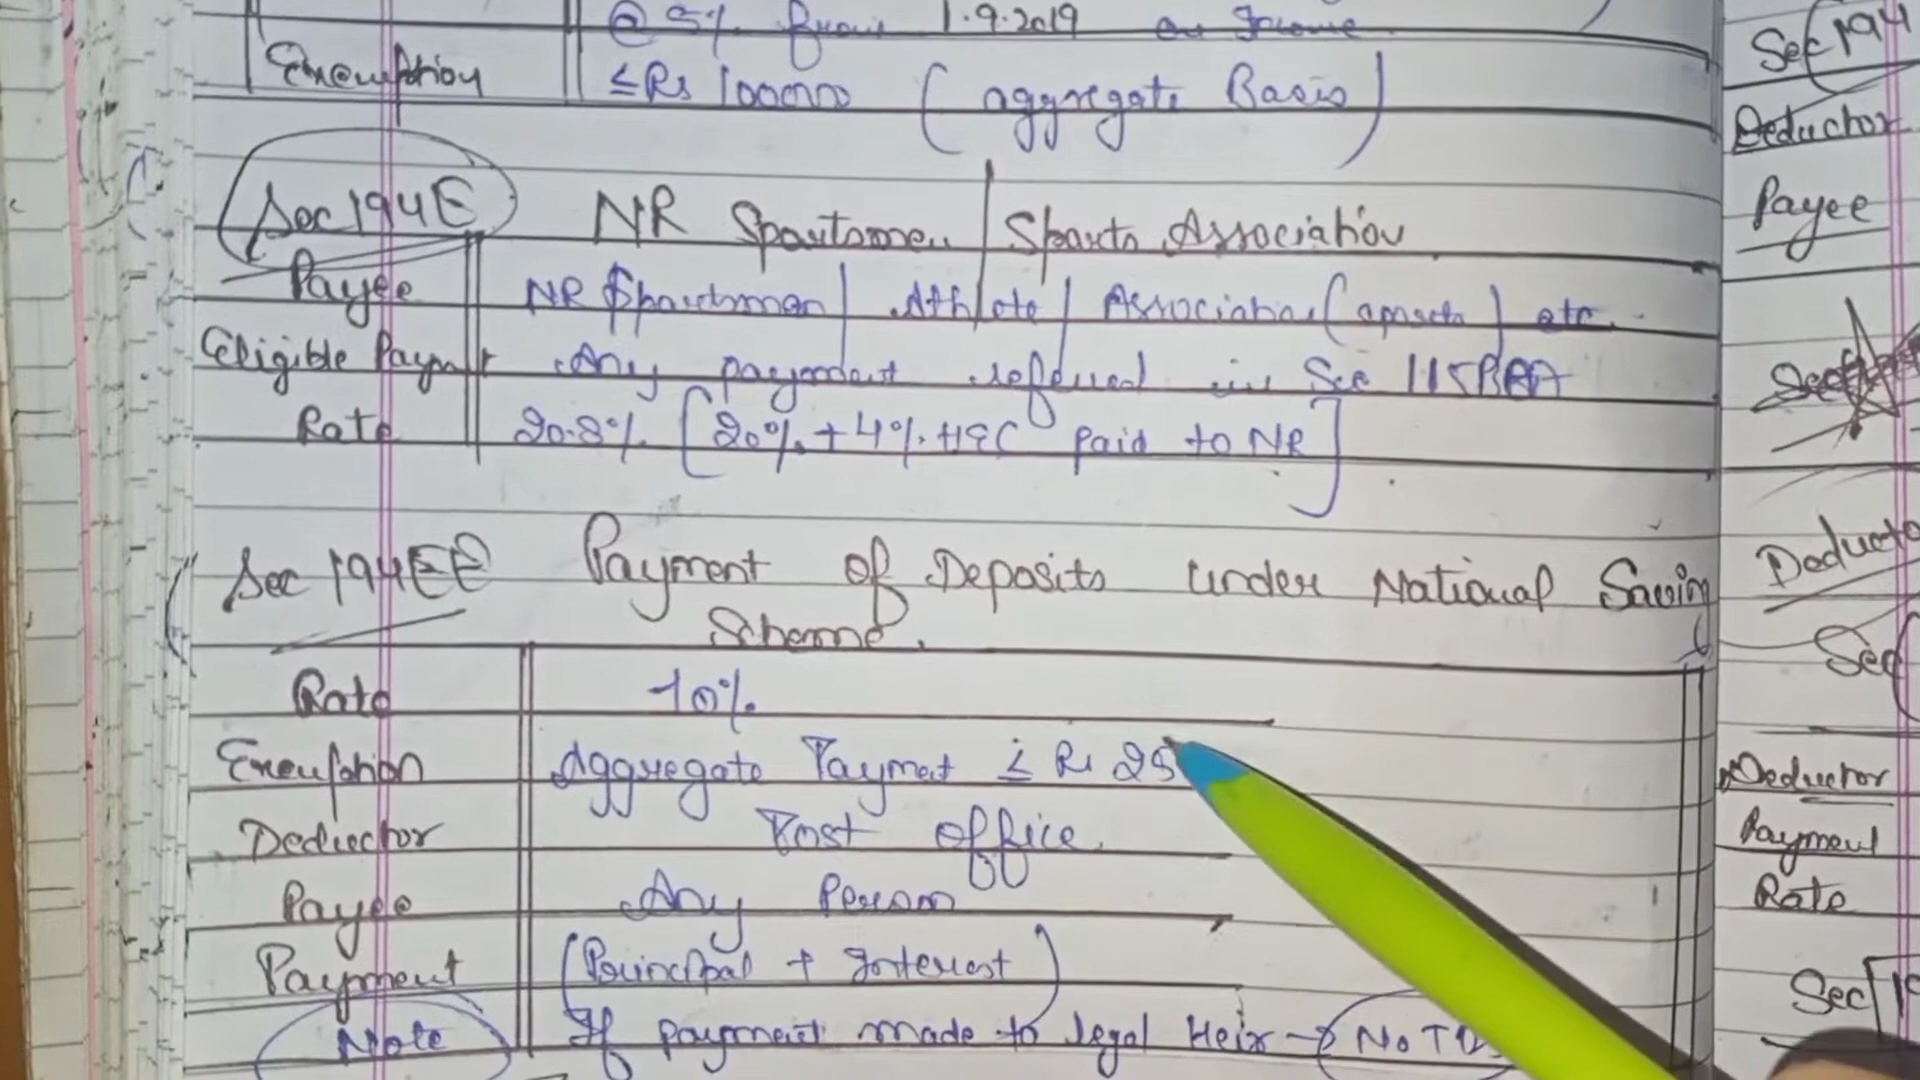 @ 5% from 1.9.2019 on Income
Exemption ≤ Rs 100000 (aggregate Basis)
Sec 194E NR Sportsmen / Sports Association
Payee NR Sportsman / Athlete / Association (sports) etc.
Eligible Paymt Any payment referred in Sec 115BBA
Rate 20.8% [20% + 4% HEC paid to NR]
Sec 194EE Payment of Deposits under National Saving
Scheme.
Rate 10%
Exemption Aggregate Payment ≤ Rs 25
Deductor Post office.
Payee Any Person
Payment (Principal + Interest)
Note If payment made to legal Heir → No TD
Sec 194
Deductor
Payee
Deducto
Sec
Deductor
Payment
Rate
Sec